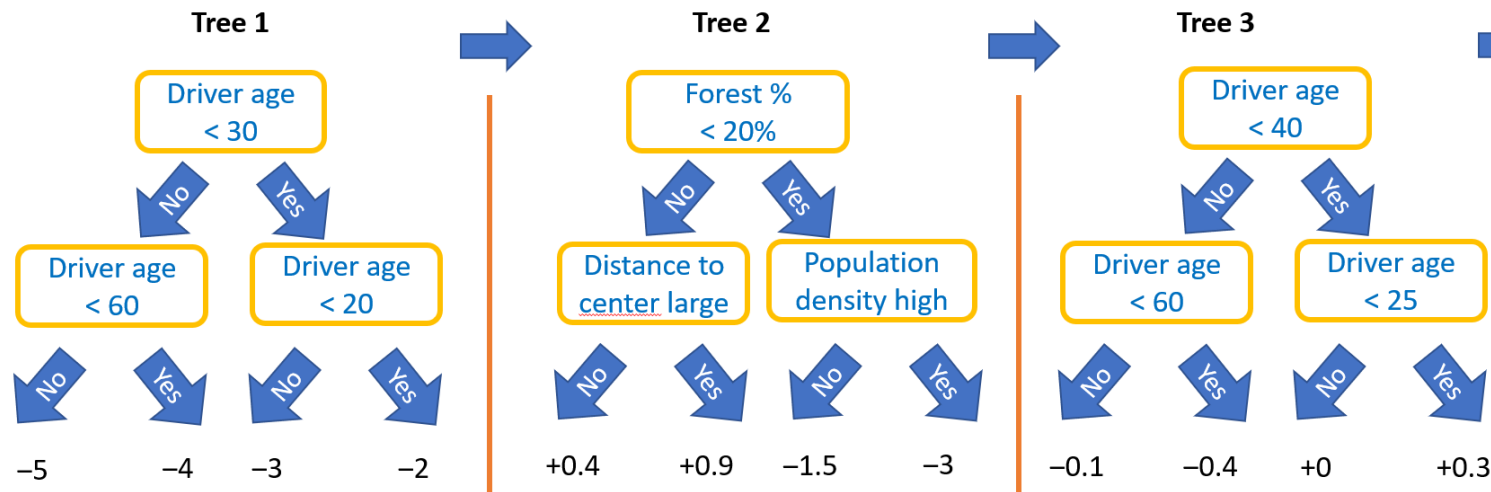 Tree 1
Driver age
< 30
No
Yes
Driver age
< 60
Driver age
< 20
No
Yes
No
Yes
–5
–4
–3
–2
Tree 2
Forest %
< 20%
No
Yes
Distance to
center large
Population
density high
No
Yes
No
Yes
+0.4
+0.9
–1.5
–3
Tree 3
Driver age
< 40
No
Yes
Driver age
< 60
Driver age
< 25
No
Yes
No
Yes
–0.1
–0.4
+0
+0.3